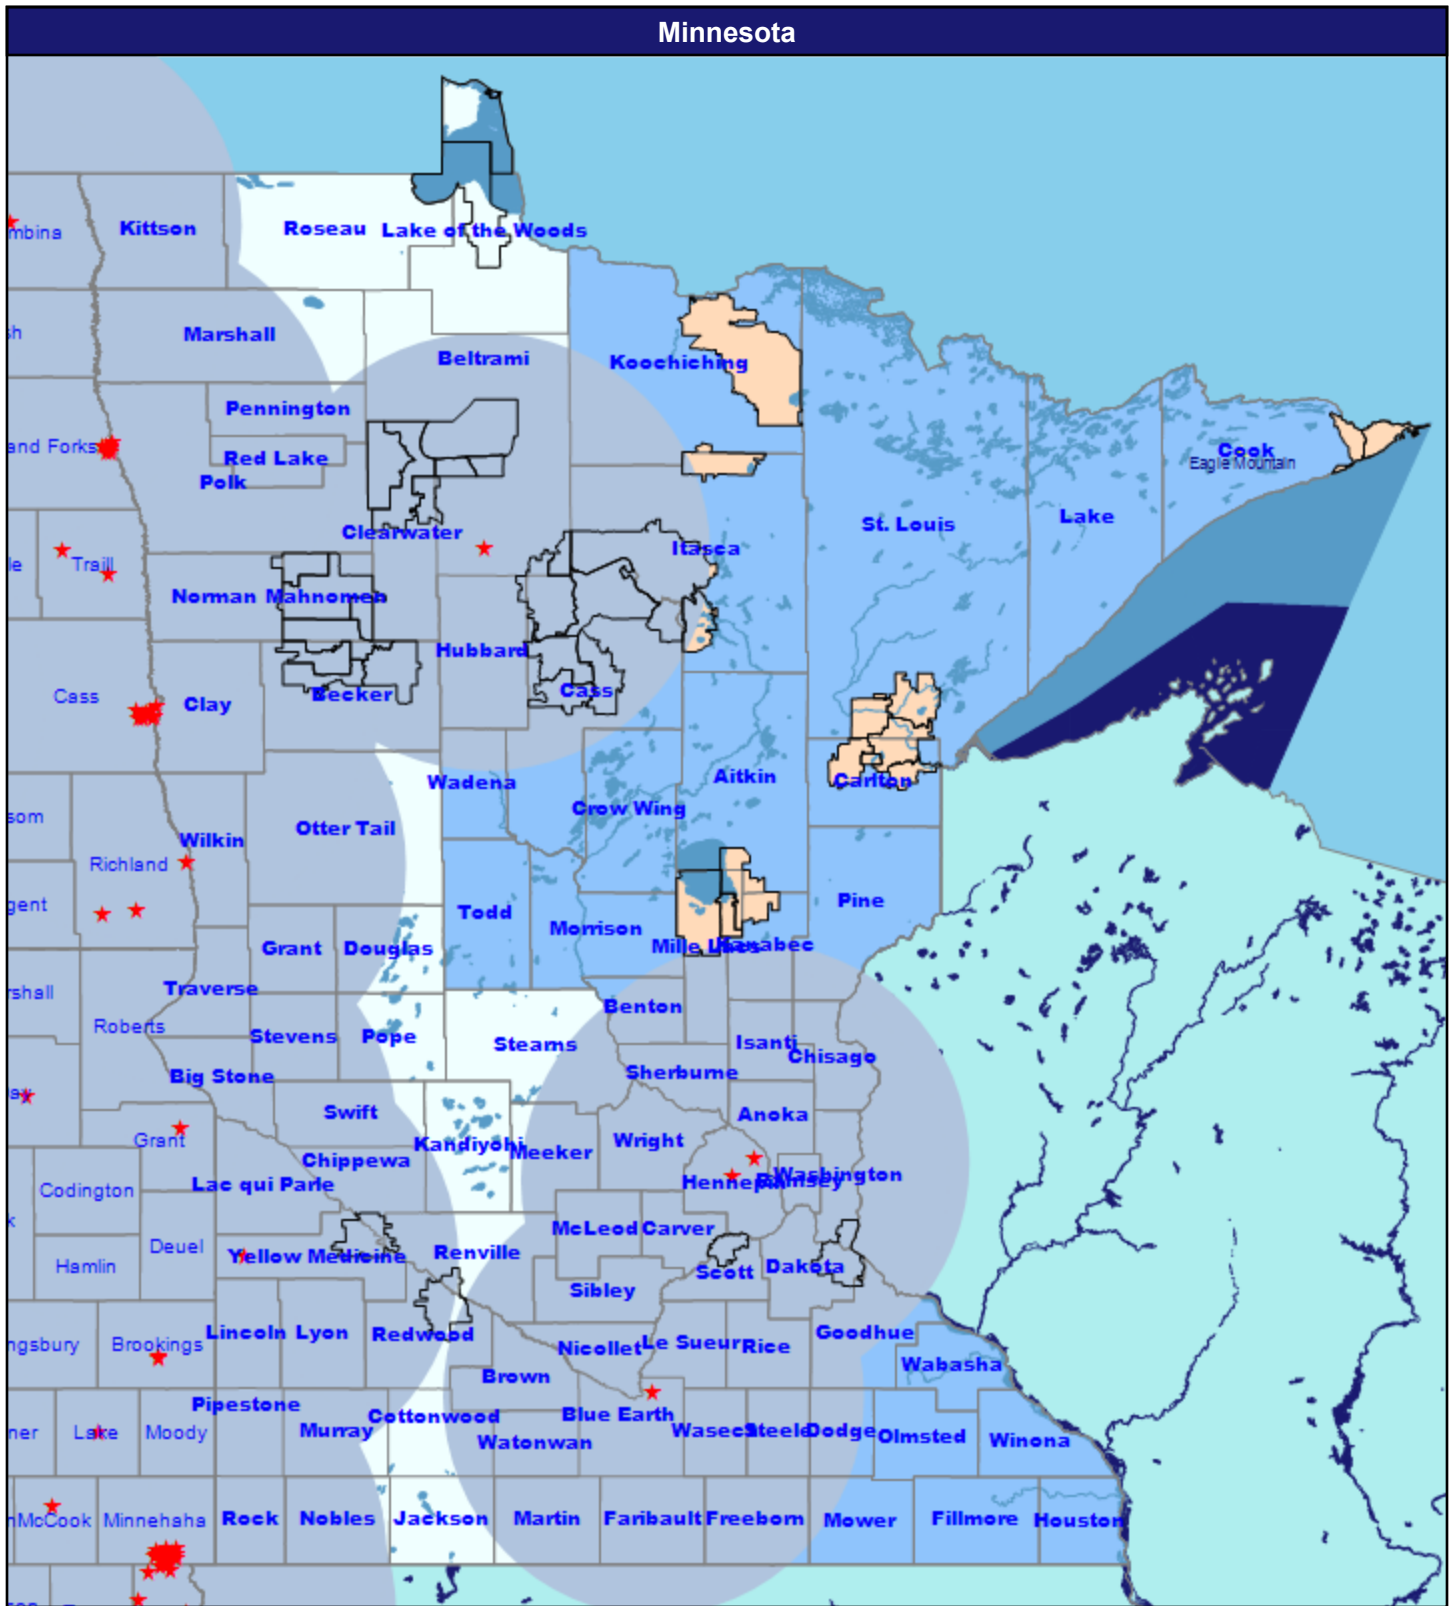 Minnesota
Kittson
Roseau
Lake of the Woods
mbina
Marshall
sh
Beltrami
Koochiching
Pennington
and Forks
Red Lake
Polk
Cook
Eagle Mountain
Clearwater
St. Louis
Lake
Itasca
le
Traill
Norman
Mahnomen
Hubbard
Cass
Clay
Becker
Cass
Wadena
Aitkin
Carlton
Crow Wing
som
Otter Tail
Wilkin
Richland
gent
Todd
Pine
Morrison
Mille Lacs
Kanabec
Grant
Douglas
rshall
Traverse
Benton
Roberts
Stevens
Pope
Stearns
Isanti
Chisago
Big Stone
Sherburne
Swift
Anoka
Grant
Kandiyohi
Meeker
Wright
Chippewa
Codington
Lac qui Parle
Hennepin
Ramsey
Washington
McLeod
Carver
Deuel
Yellow Medicine
Renville
Hamlin
Scott
Dakota
Sibley
ngsbury
Brookings
Lincoln
Lyon
Redwood
Nicollet
Le Sueur
Rice
Goodhue
Wabasha
Brown
Pipestone
Murray
Cottonwood
Blue Earth
ner
Lake
Moody
Watonwan
Waseca
Steele
Dodge
Olmsted
Winona
McCook
Minnehaha
Rock
Nobles
Jackson
Martin
Faribault
Freeborn
Mower
Fillmore
Houston